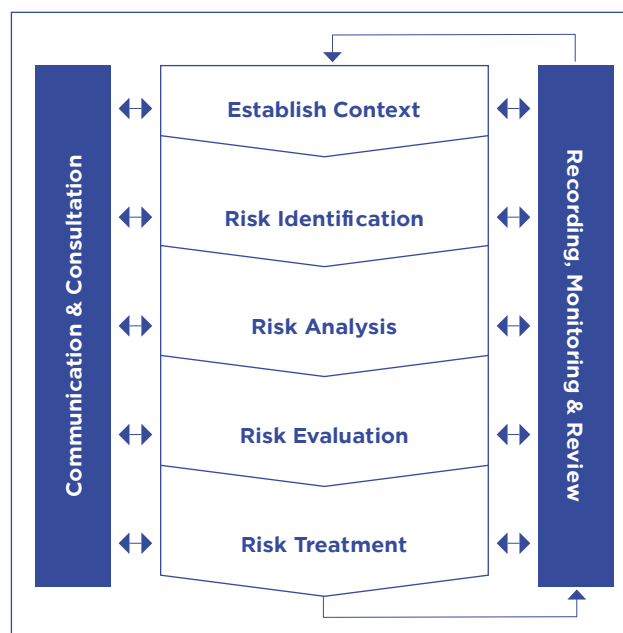 Communication & Consultation
Establish Context
Risk Identification
Risk Analysis
Risk Evaluation
Risk Treatment
Recording, Monitoring & Review